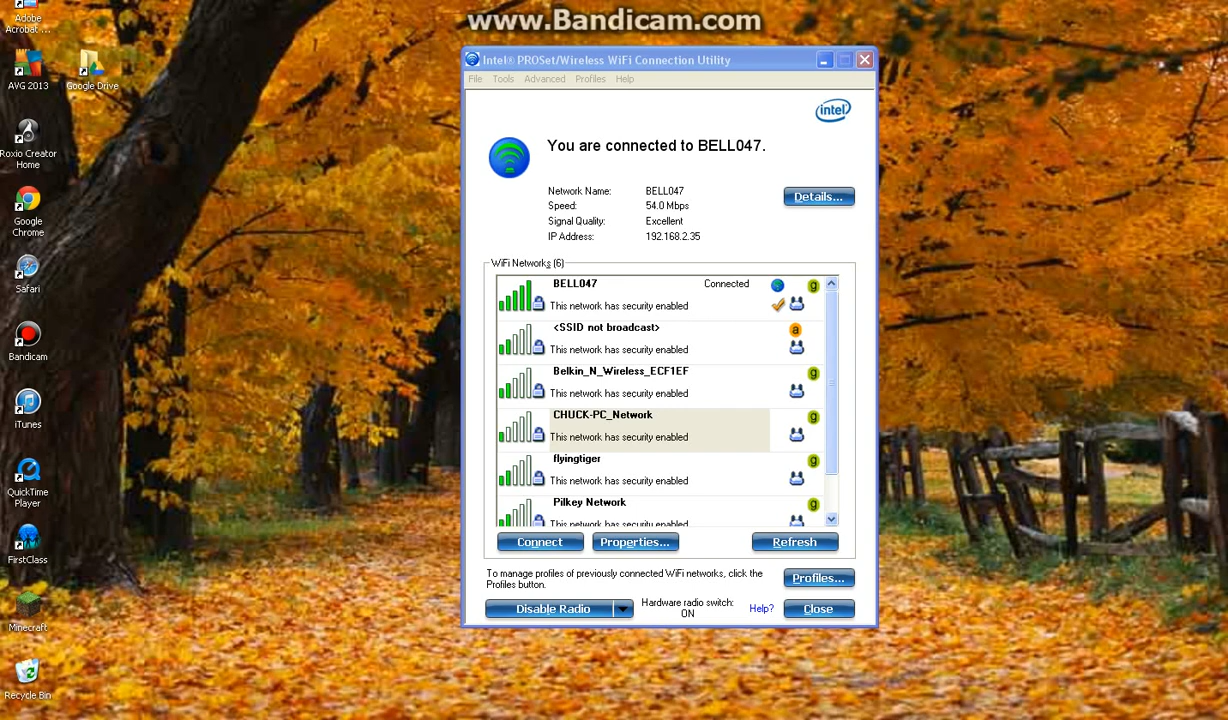 www.Bandicam.com
Adobe
Acrobat ...
AVG 2013
Google Drive
Roxio Creator
Home
Google
Chrome
Safari
Bandicam
iTunes
QuickTime
Player
FirstClass
Minecraft
Recycle Bin
Intel® PROSet/Wireless WiFi Connection Utility
File Tools Advanced Profiles Help
intel
You are connected to BELL047.
Network Name: BELL047
Speed: 54.0 Mbps
Signal Quality: Excellent
IP Address: 192.168.2.35
Details...
WiFi Networks (6)
BELL047 Connected g
This network has security enabled
<SSID not broadcast> a
This network has security enabled
Belkin_N_Wireless_ECF1EF g
This network has security enabled
CHUCK-PC_Network g
This network has security enabled
flyingtiger g
This network has security enabled
Pilkey Network g
This network has security enabled
Connect Properties... Refresh
To manage profiles of previously connected WiFi networks, click the
Profiles button.
Profiles...
Disable Radio
Hardware radio switch:
ON
Help?
Close